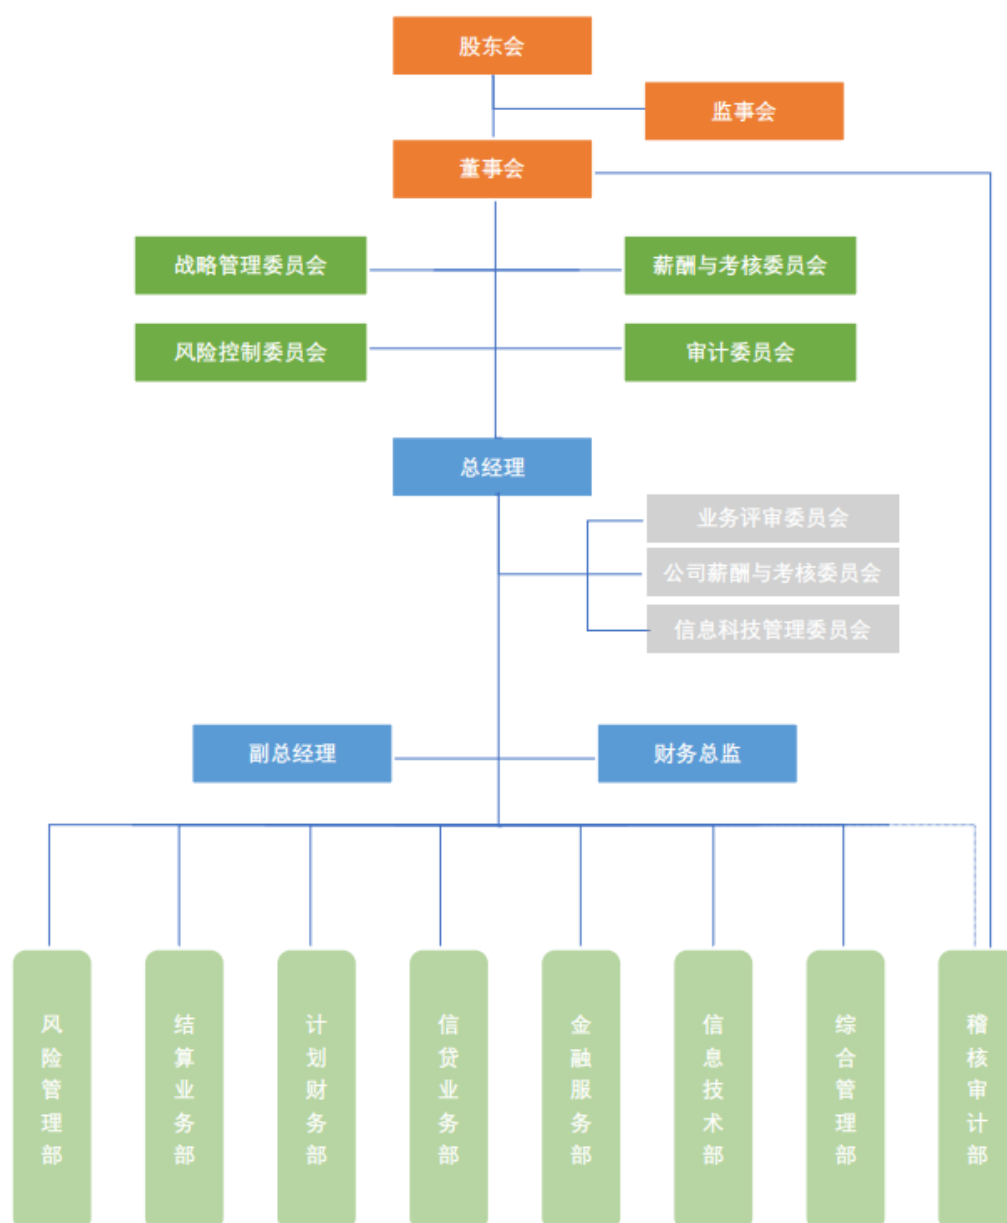 股东会
监事会
董事会
战略管理委员会
薪酬与考核委员会
风险控制委员会
审计委员会
总经理
业务评审委员会
公司薪酬与考核委员会
信息科技管理委员会
副总经理
财务总监
风险管理部
结算业务部
计划财务部
信贷业务部
金融服务部
信息技术部
综合管理部
稽核审计部